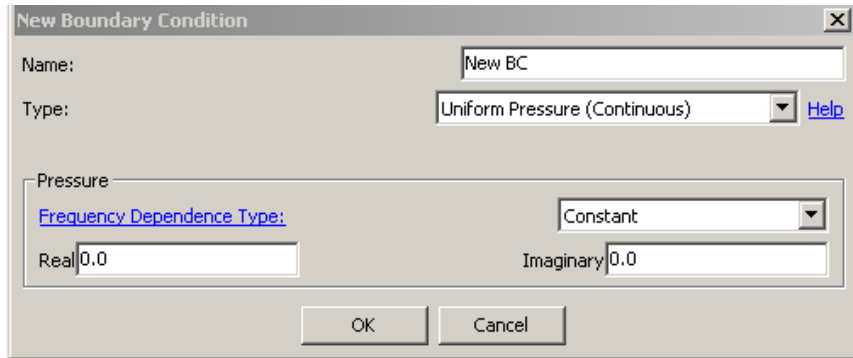 New Boundary Condition
Name: New BC
Type: Uniform Pressure (Continuous) Help
Pressure
Frequency Dependence Type: Constant
Real 0.0 Imaginary 0.0
OK Cancel